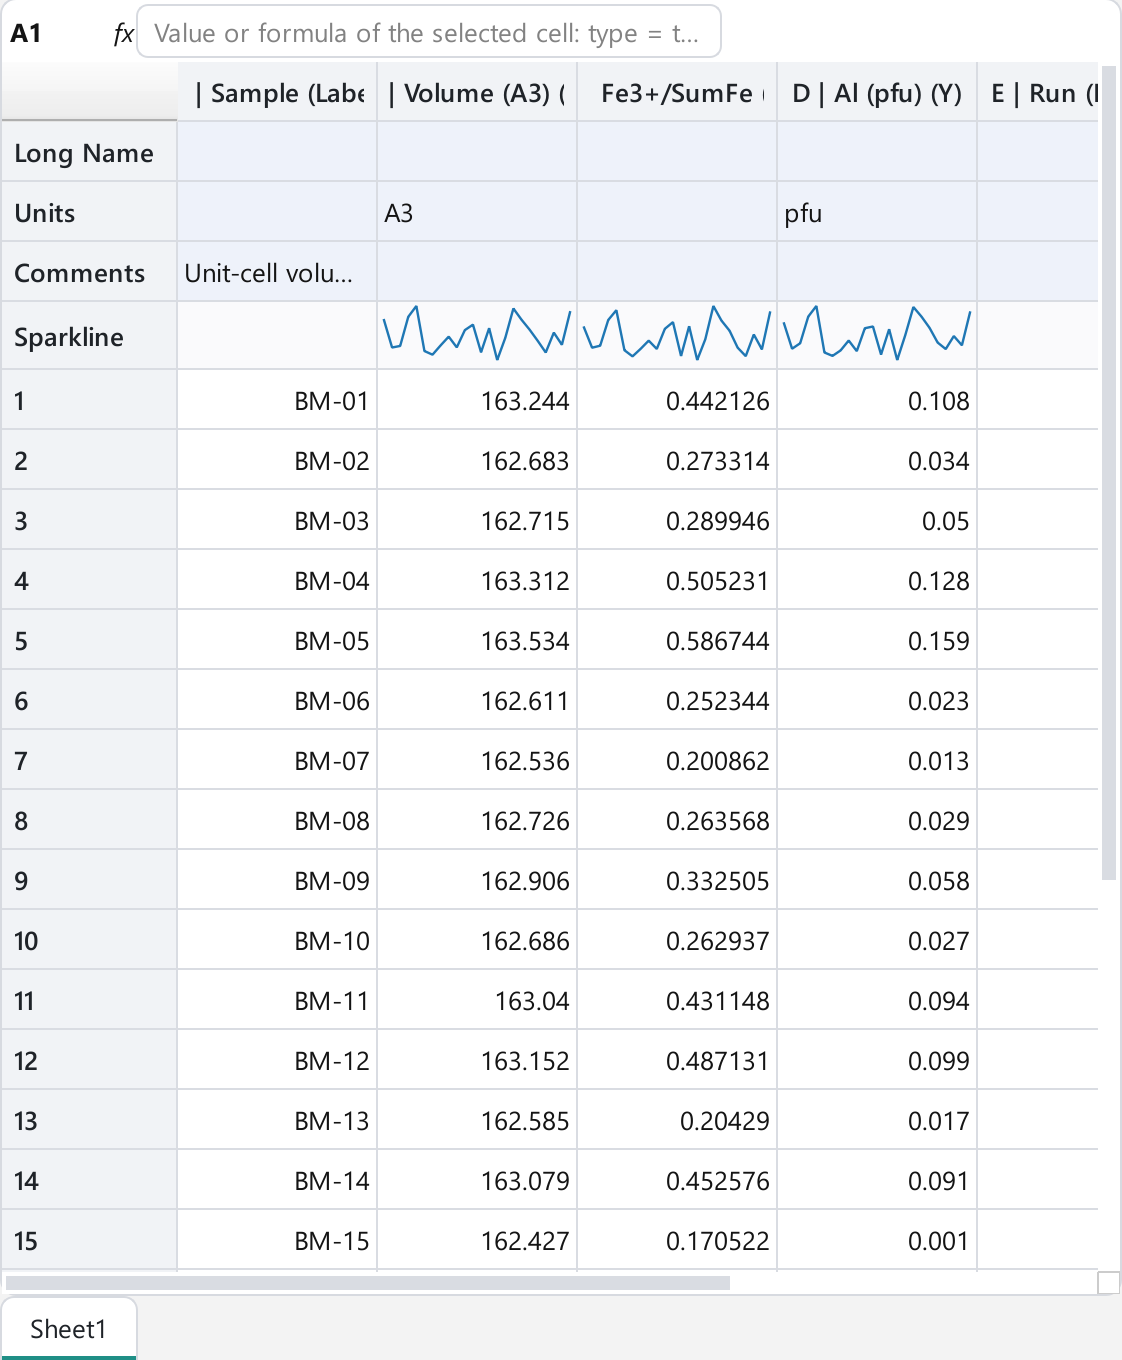 A1 fx Value or formula of the selected cell: type = t...
| Sample (Labe | Volume (A3) ( Fe3+/SumFe ( D | Al (pfu) (Y) E | Run (
Long Name
Units A3 pfu
Comments Unit-cell volu...
Sparkline
1 BM-01 163.244 0.442126 0.108
2 BM-02 162.683 0.273314 0.034
3 BM-03 162.715 0.289946 0.05
4 BM-04 163.312 0.505231 0.128
5 BM-05 163.534 0.586744 0.159
6 BM-06 162.611 0.252344 0.023
7 BM-07 162.536 0.200862 0.013
8 BM-08 162.726 0.263568 0.029
9 BM-09 162.906 0.332505 0.058
10 BM-10 162.686 0.262937 0.027
11 BM-11 163.04 0.431148 0.094
12 BM-12 163.152 0.487131 0.099
13 BM-13 162.585 0.20429 0.017
14 BM-14 163.079 0.452576 0.091
15 BM-15 162.427 0.170522 0.001
Sheet1